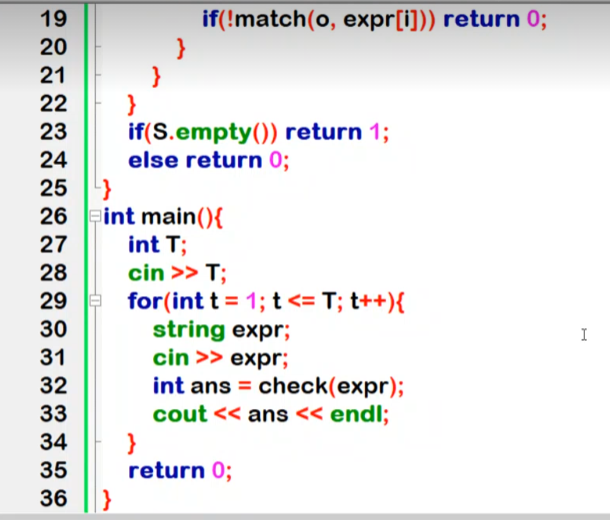 19 if(!match(o, expr[i])) return 0;
20 }
21 }
22 }
23 if(S.empty()) return 1;
24 else return 0;
25 }
26 int main(){
27 int T;
28 cin >> T;
29 for(int t = 1; t <= T; t++){
30 string expr;
31 cin >> expr;
32 int ans = check(expr);
33 cout << ans << endl;
34 }
35 return 0;
36 }